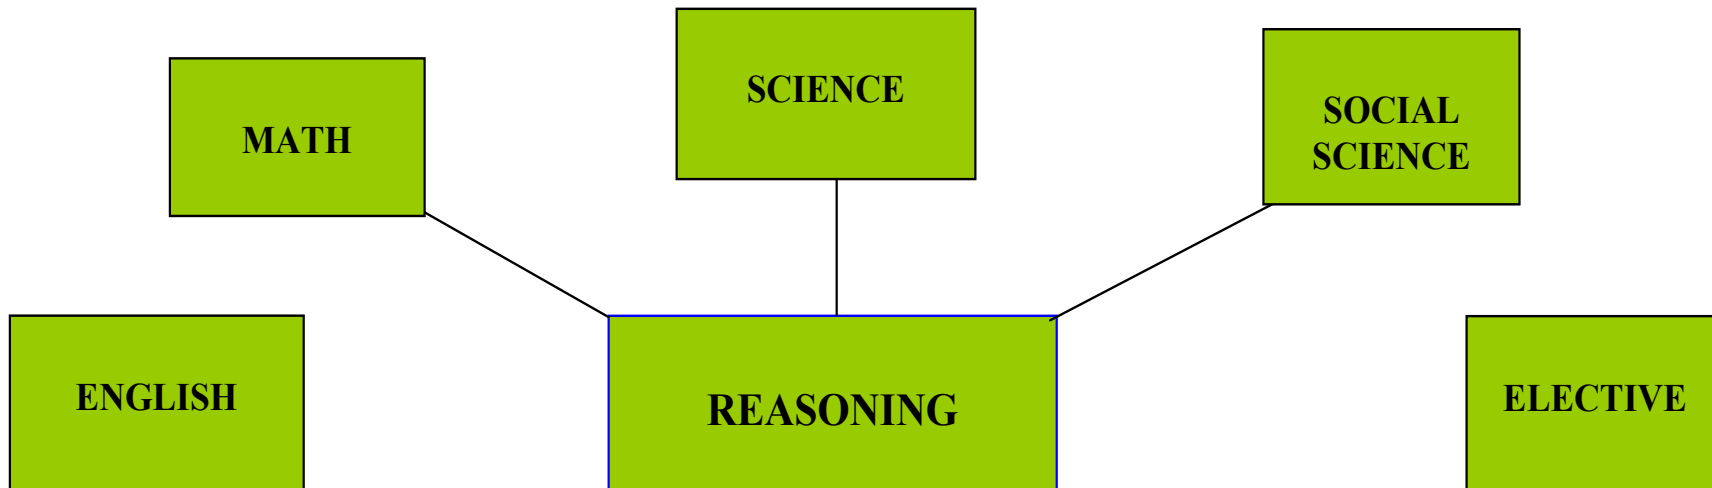 SCIENCE
MATH
SOCIAL
SCIENCE
ENGLISH
REASONING
ELECTIVE